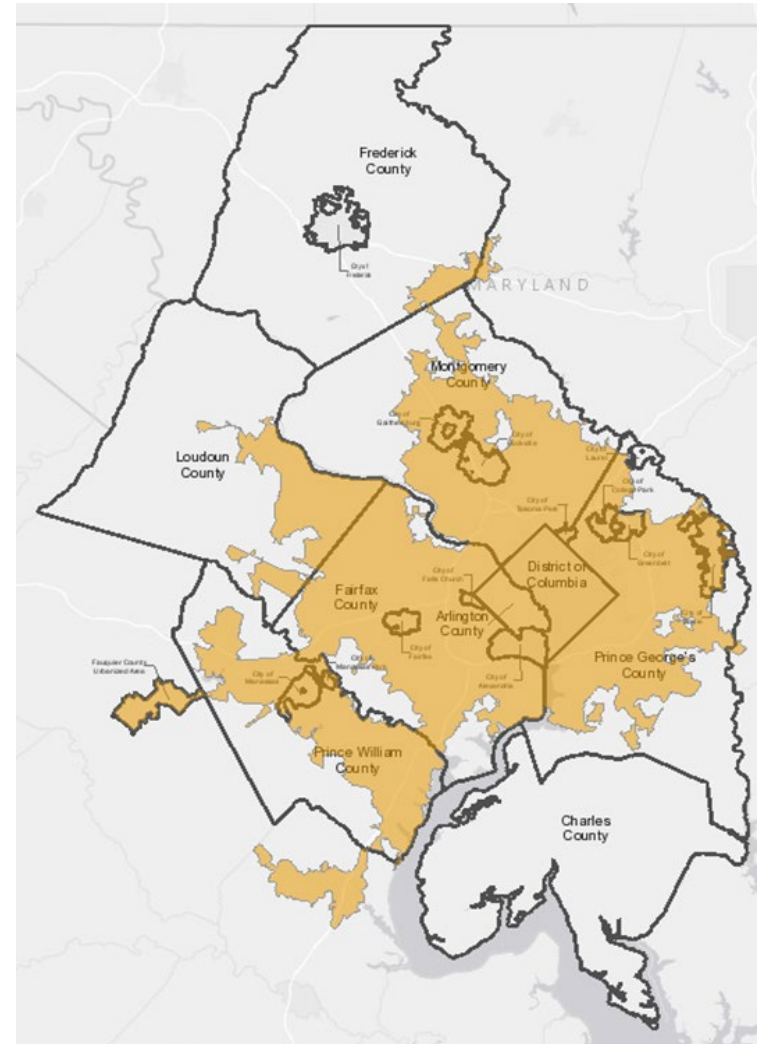 Frederick
County
City of
Frederick
MARYLAND
Montgomery
County
City of
Gaithersburg
City of
Rockville
Loudoun
County
City of
Laurel
City of
College Park
City of
Takoma Park
City of
Greenbelt
District of
Columbia
City of
Falls Church
Fairfax
County
Arlington
County
City of
Bowie
City of
Fairfax
City of
Alexandria
Prince George's
County
Fauquier County
Urbanized Area
City of
Manassas
City of
Manassas Park
Prince William
County
Charles
County